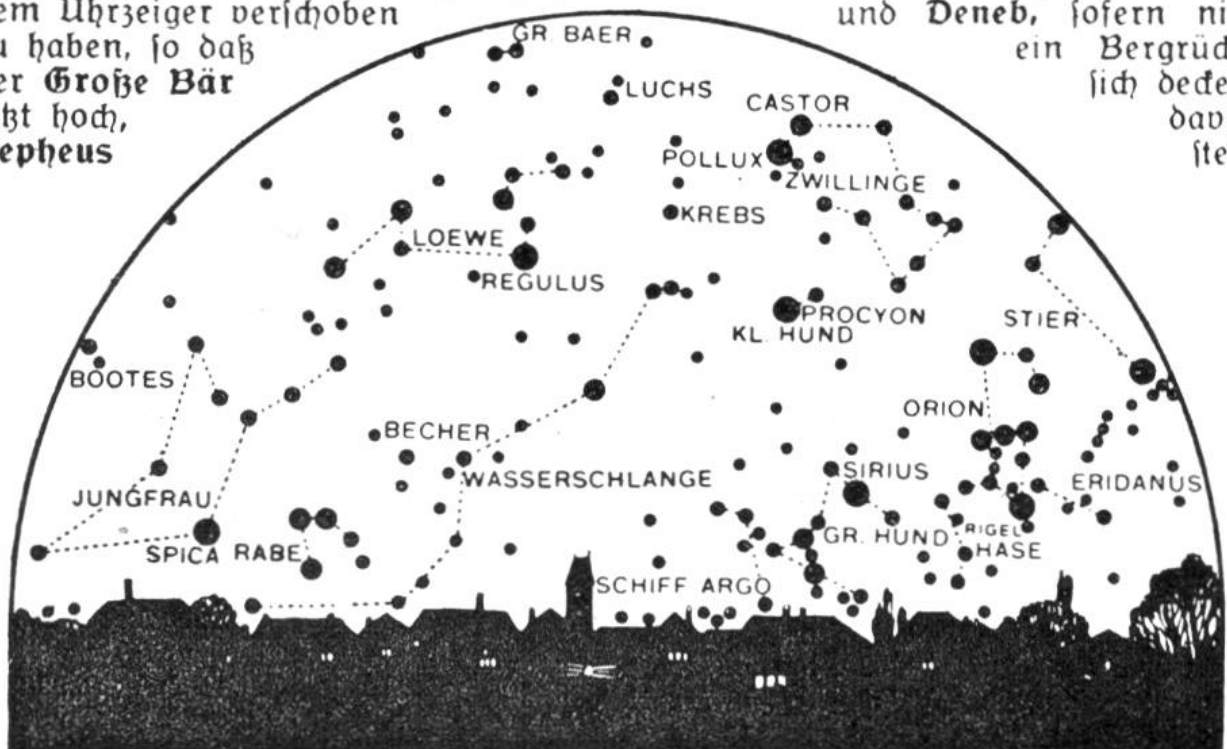 em Uhrzeiger verschoben
u haben, so daß
er Große Bär
tzt hoch,
epheus
und Deneb, sofern ni
ein Bergrüc
sich decke
dav
ste
GR. BAER
LUCHS
CASTOR
POLLUX
ZWILLINGE
KREBS
LOEWE
REGULUS
PROCYON
KL. HUND
STIER
BOOTES
ORION
BECHER
SIRIUS
WASSERSCHLANGE
ERIDANUS
JUNGFRAU
RIGEL
GR. HUND
HASE
SPICA RABE
SCHIFF ARGO